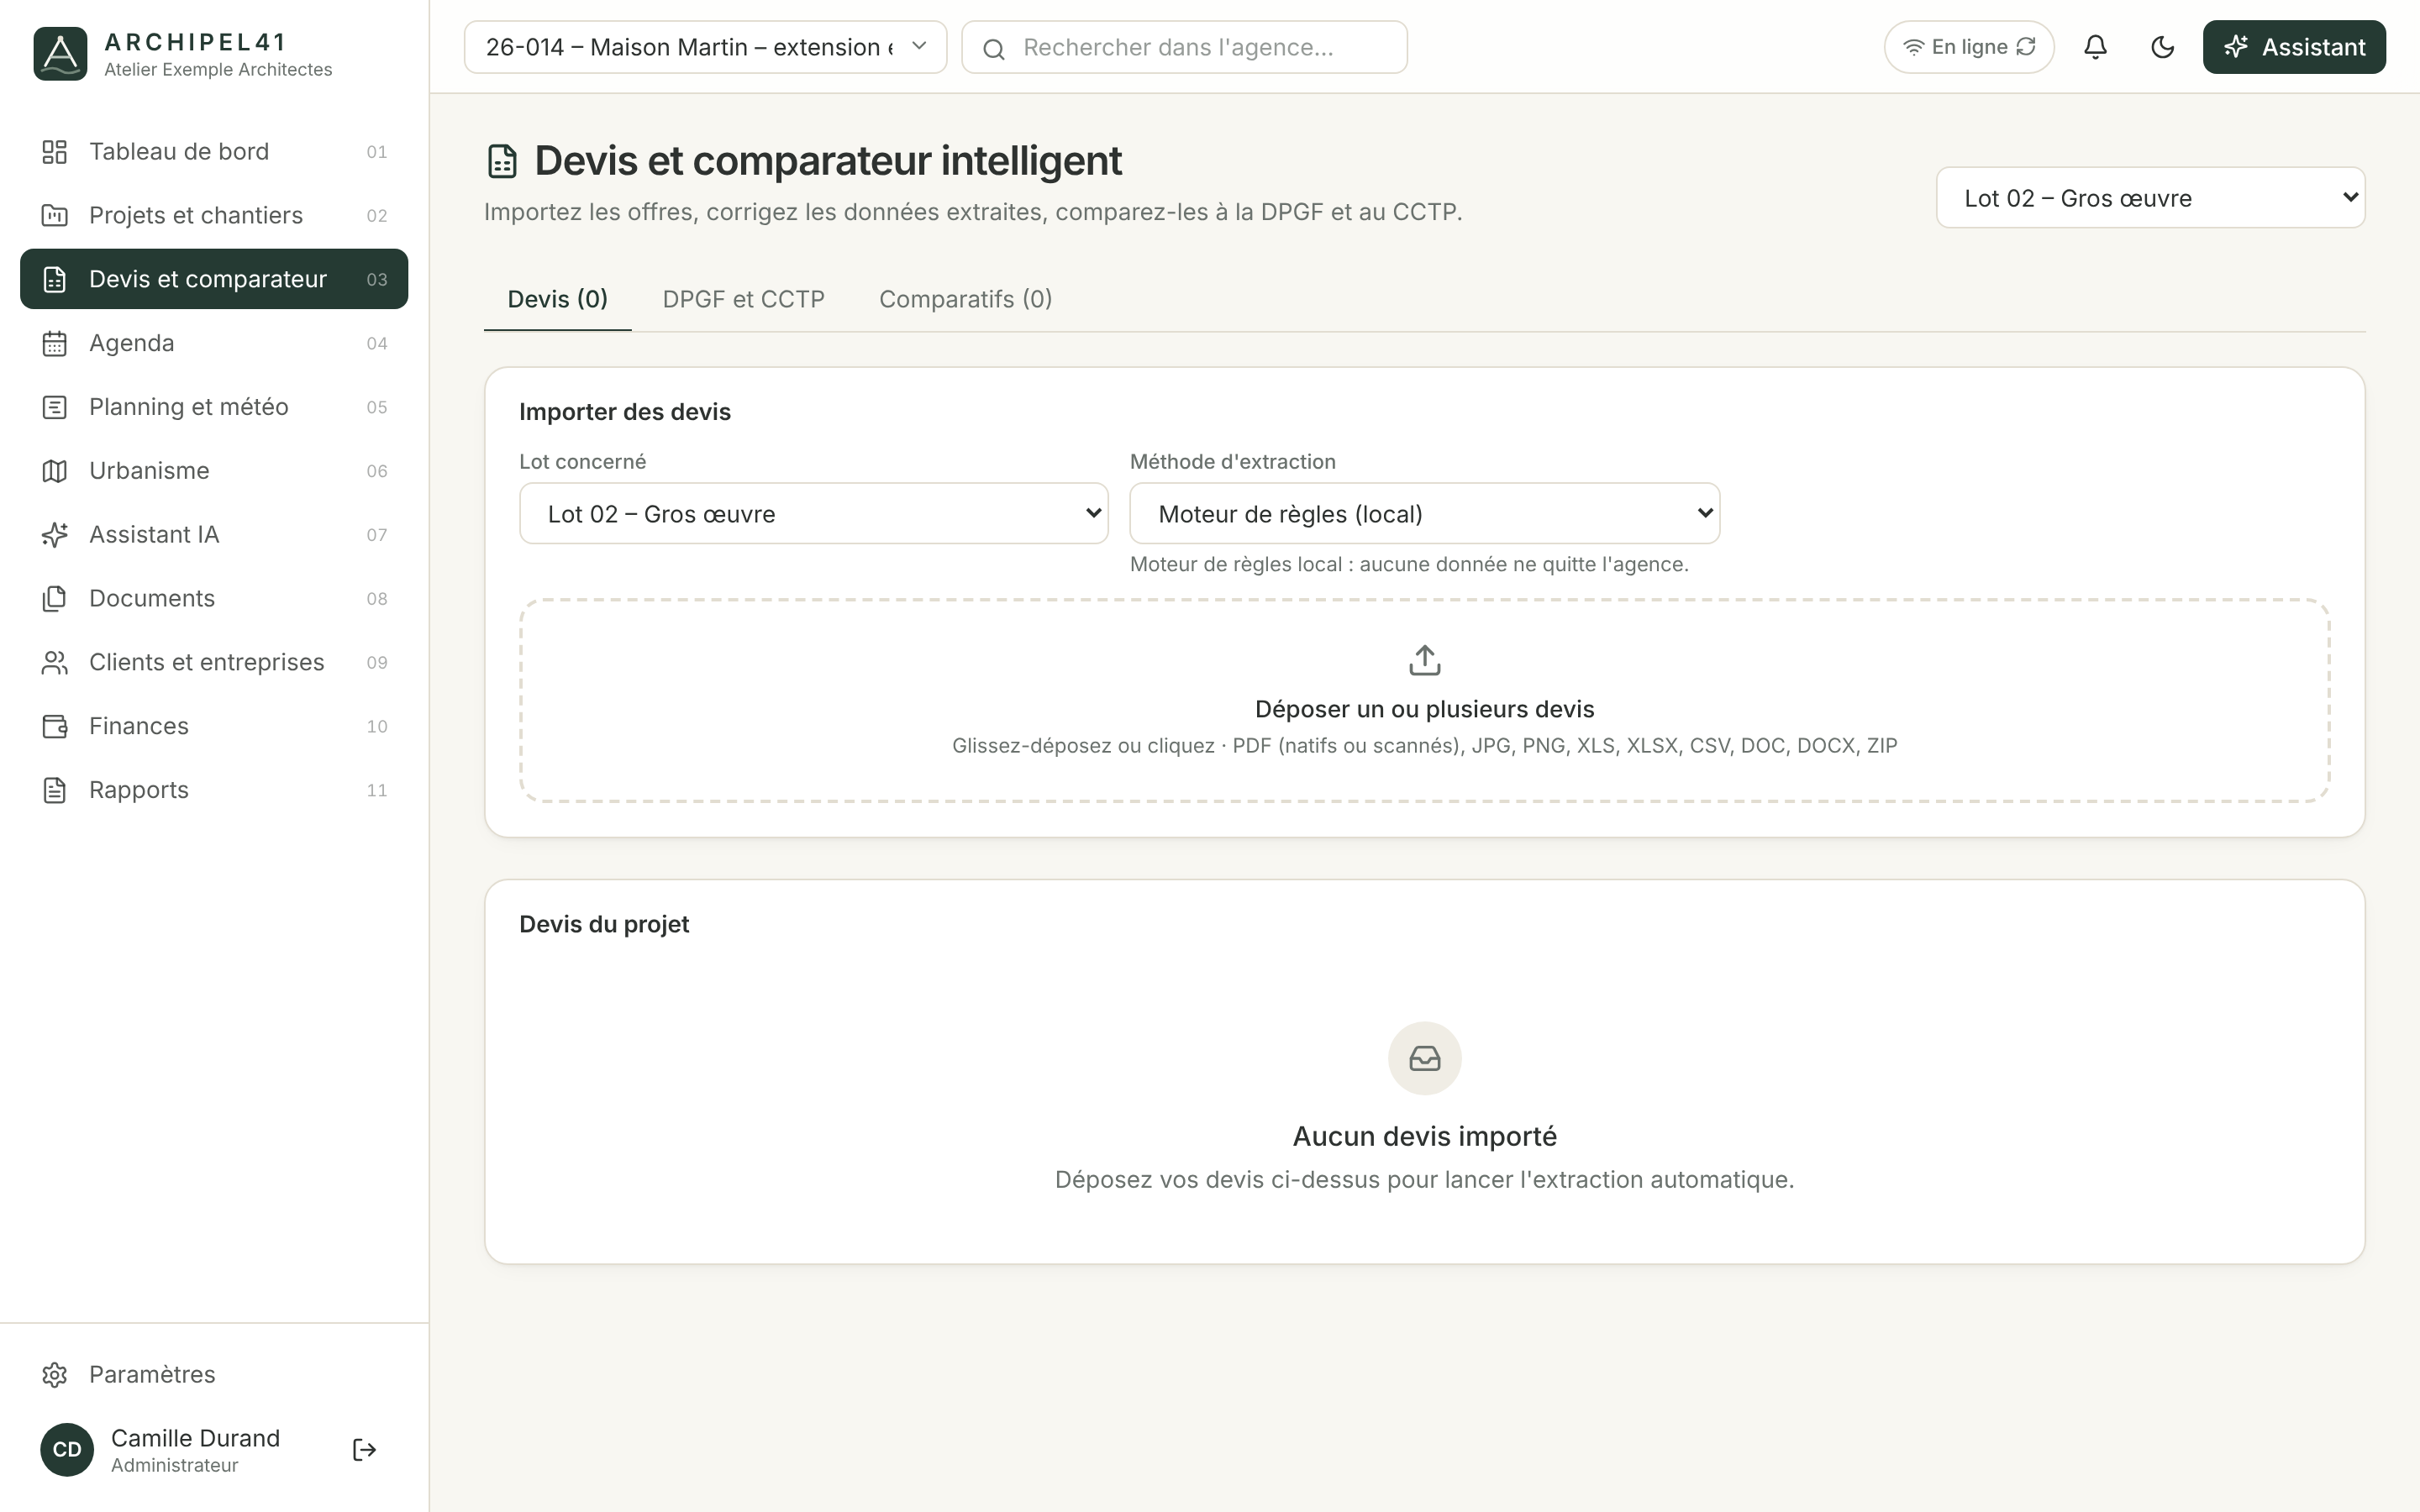 ARCHIPEL41
Atelier Exemple Architectes
Tableau de bord 01
Projets et chantiers 02
Devis et comparateur 03
Agenda 04
Planning et météo 05
Urbanisme 06
Assistant IA 07
Documents 08
Clients et entreprises 09
Finances 10
Rapports 11
Paramètres
CD
Camille Durand
Administrateur
26-014 – Maison Martin – extension e
Rechercher dans l'agence...
En ligne
Assistant
Devis et comparateur intelligent
Importez les offres, corrigez les données extraites, comparez-les à la DPGF et au CCTP.
Lot 02 – Gros œuvre
Devis (0) DPGF et CCTP Comparatifs (0)
Importer des devis
Lot concerné Méthode d'extraction
Lot 02 – Gros œuvre Moteur de règles (local)
Moteur de règles local : aucune donnée ne quitte l'agence.
Déposer un ou plusieurs devis
Glissez-déposez ou cliquez · PDF (natifs ou scannés), JPG, PNG, XLS, XLSX, CSV, DOC, DOCX, ZIP
Devis du projet
Aucun devis importé
Déposez vos devis ci-dessus pour lancer l'extraction automatique.